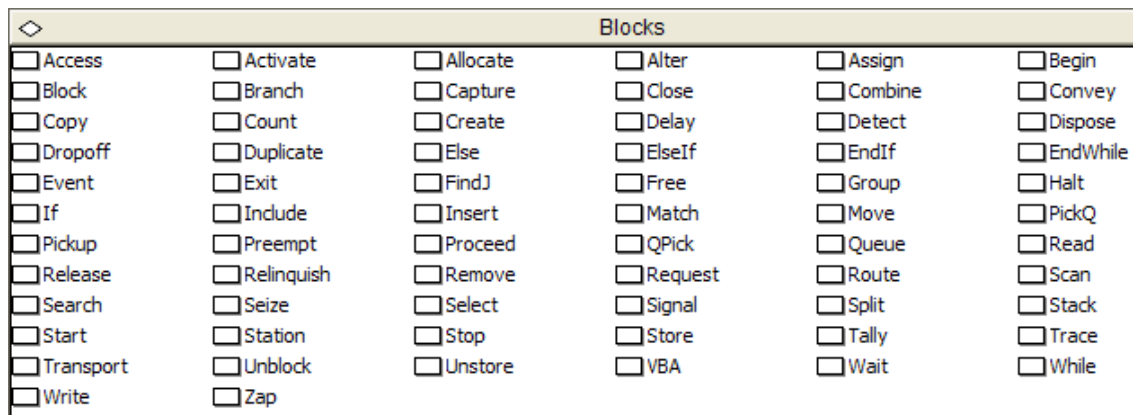 Blocks
Access Activate Allocate Alter Assign Begin
Block Branch Capture Close Combine Convey
Copy Count Create Delay Detect Dispose
Dropoff Duplicate Else ElseIf EndIf EndWhile
Event Exit FindJ Free Group Halt
If Include Insert Match Move PickQ
Pickup Preempt Proceed QPick Queue Read
Release Relinquish Remove Request Route Scan
Search Seize Select Signal Split Stack
Start Station Stop Store Tally Trace
Transport Unblock Unstore VBA Wait While
Write Zap